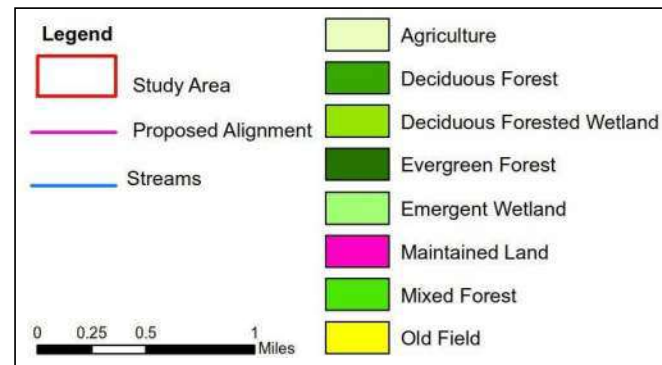 Legend
Study Area
Proposed Alignment
Streams
0 0.25 0.5 1
Miles
Agriculture
Deciduous Forest
Deciduous Forested Wetland
Evergreen Forest
Emergent Wetland
Maintained Land
Mixed Forest
Old Field